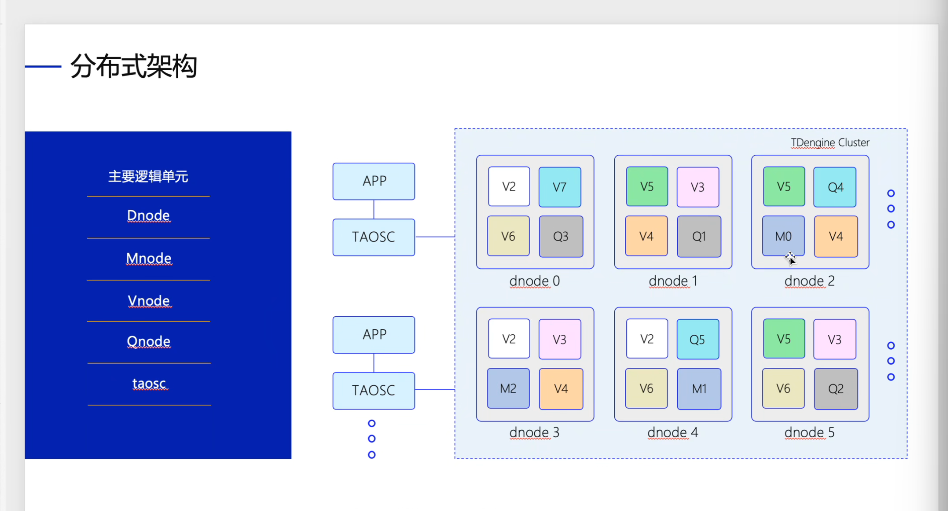 分布式架构
主要逻辑单元
Dnode
Mnode
Vnode
Qnode
taosc
APP
TAOSC
APP
TAOSC
TDengine Cluster
V2 V7
V6 Q3
dnode 0
V5 V3
V4 Q1
dnode 1
V5 Q4
M0 V4
dnode 2
V2 V3
M2 V4
dnode 3
V2 Q5
V6 M1
dnode 4
V5 V3
V6 Q2
dnode 5